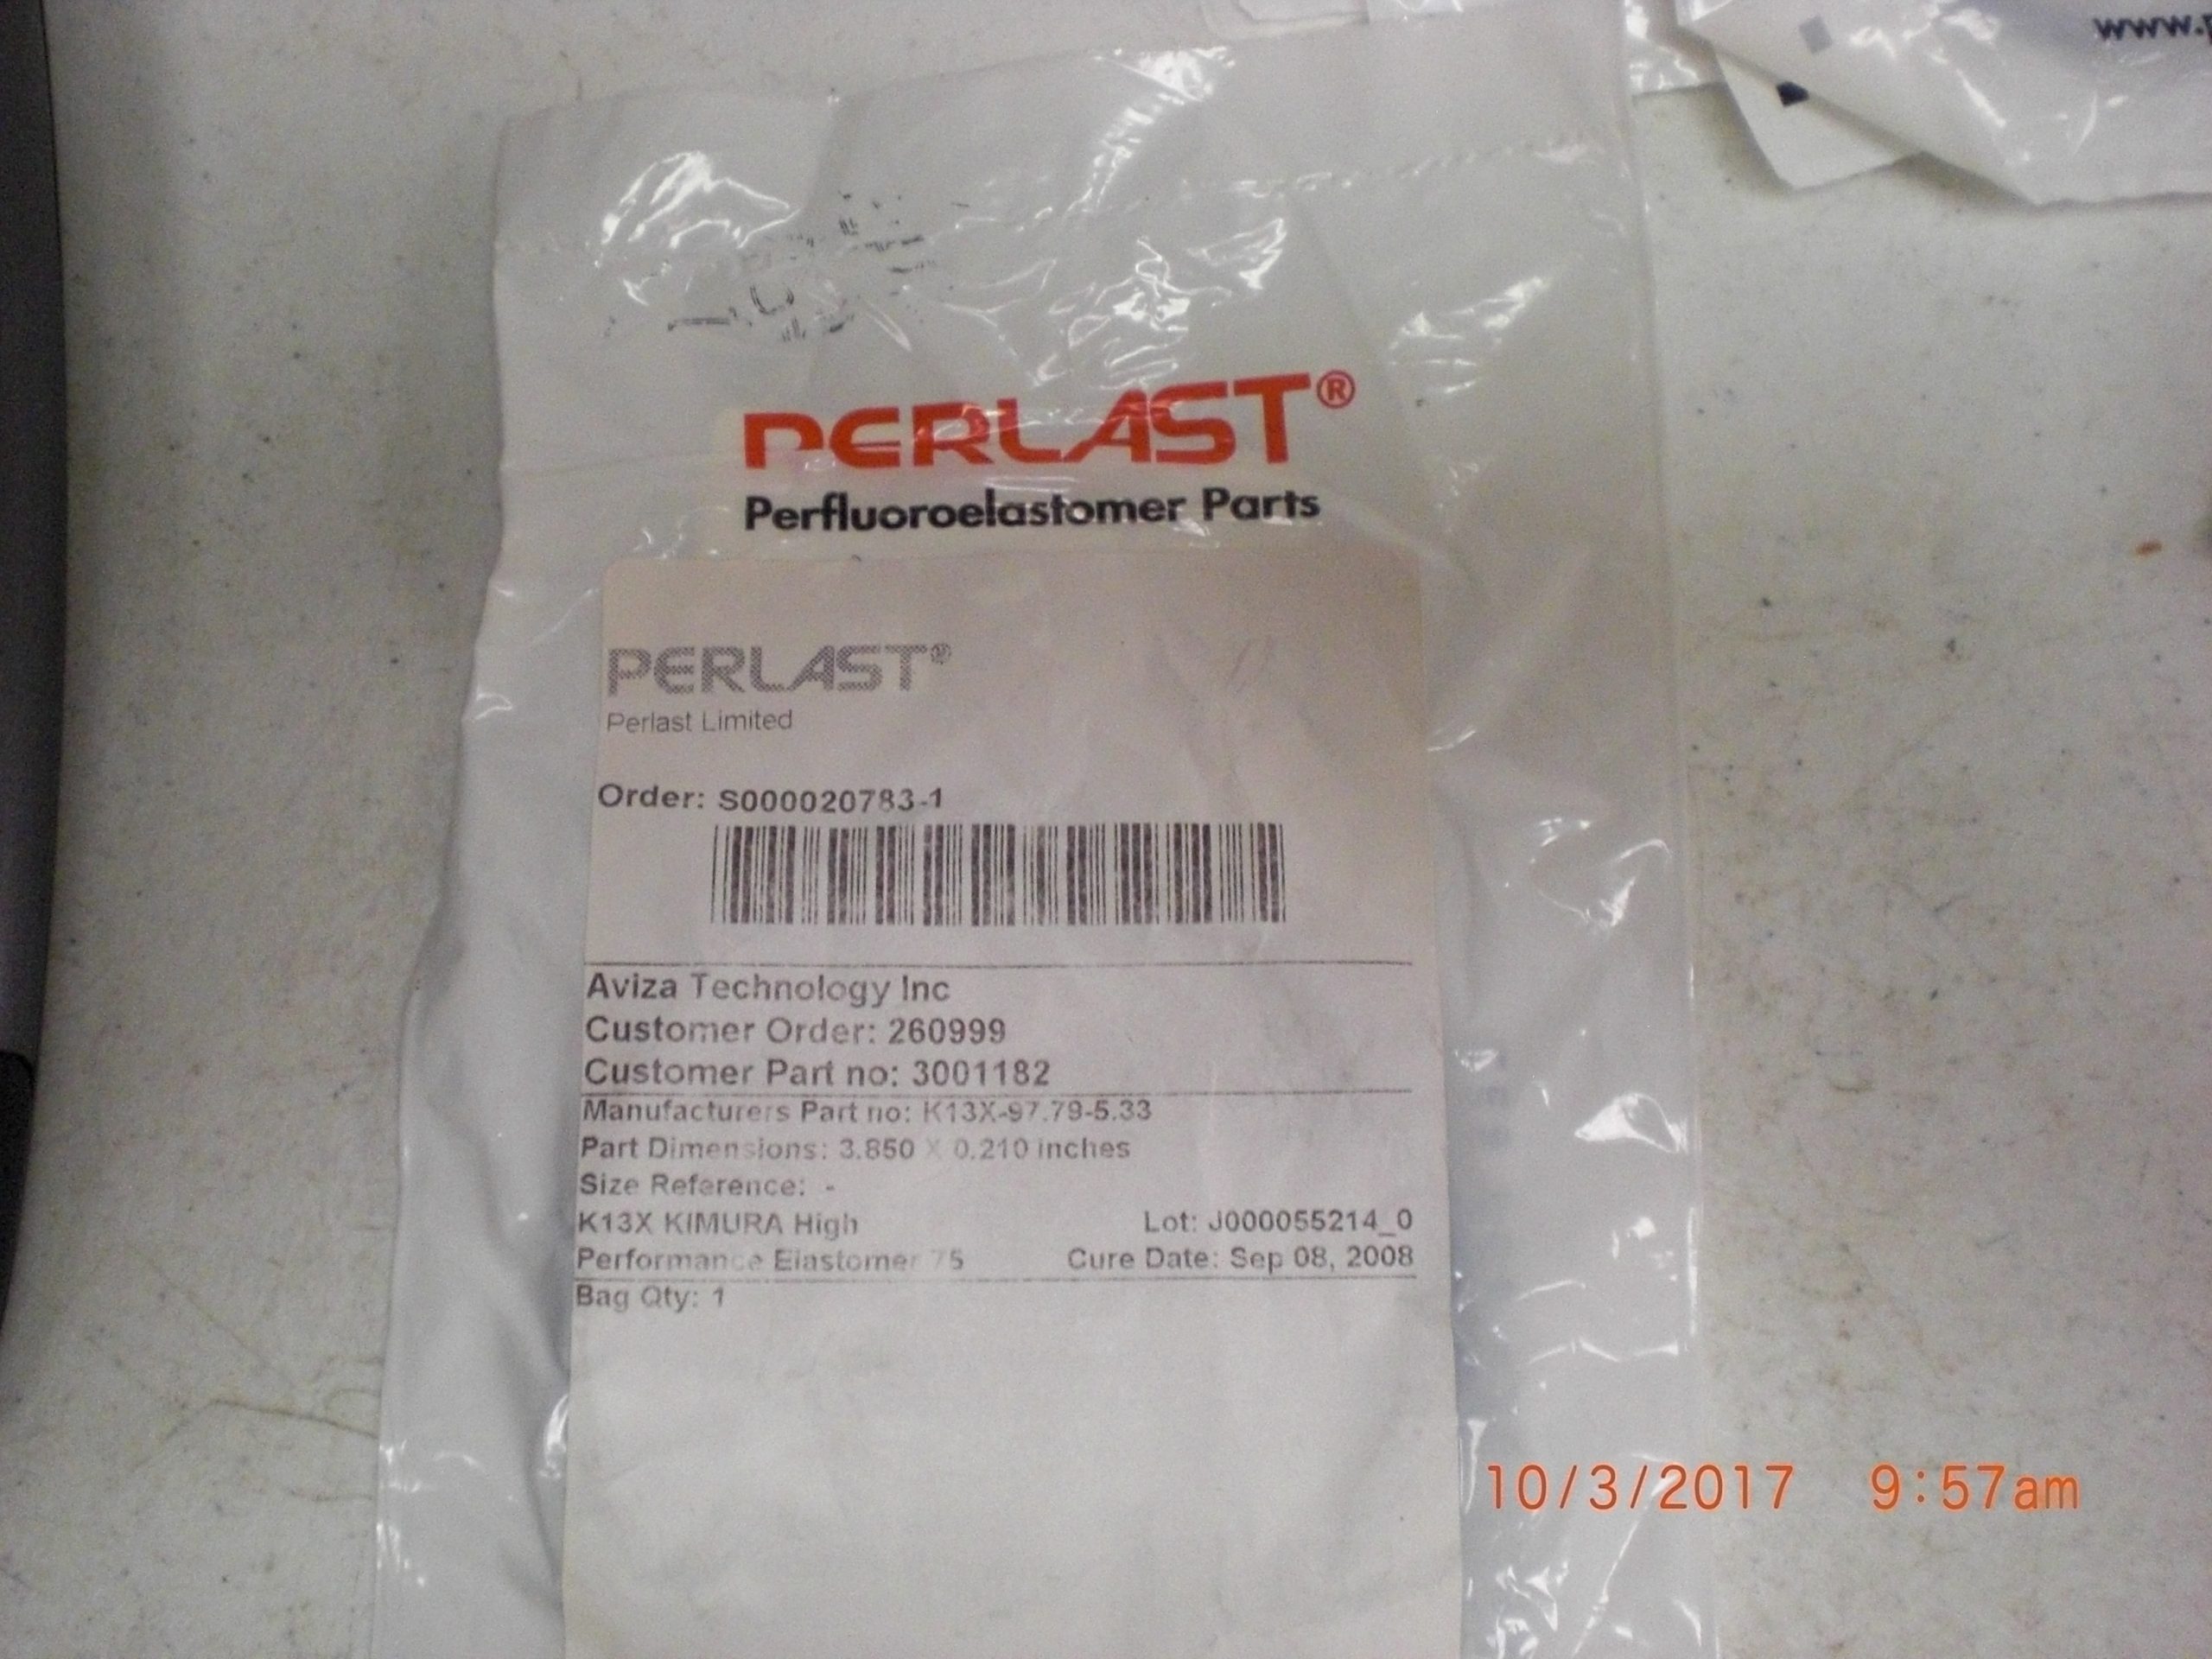 www.
PERLAST®
Perfluoroelastomer Parts
PERLAST®
Perlast Limited
Order: S000020783-1
Aviza Technology Inc
Customer Order: 260999
Customer Part no: 3001182
Manufacturers Part no: K13X-97.79-5.33
Part Dimensions: 3.850 X 0.210 inches
Size Reference: -
K13X KIMURA High Lot: J000055214_0
Performance Elastomer 75 Cure Date: Sep 08, 2008
Bag Qty: 1
10/3/2017 9:57am